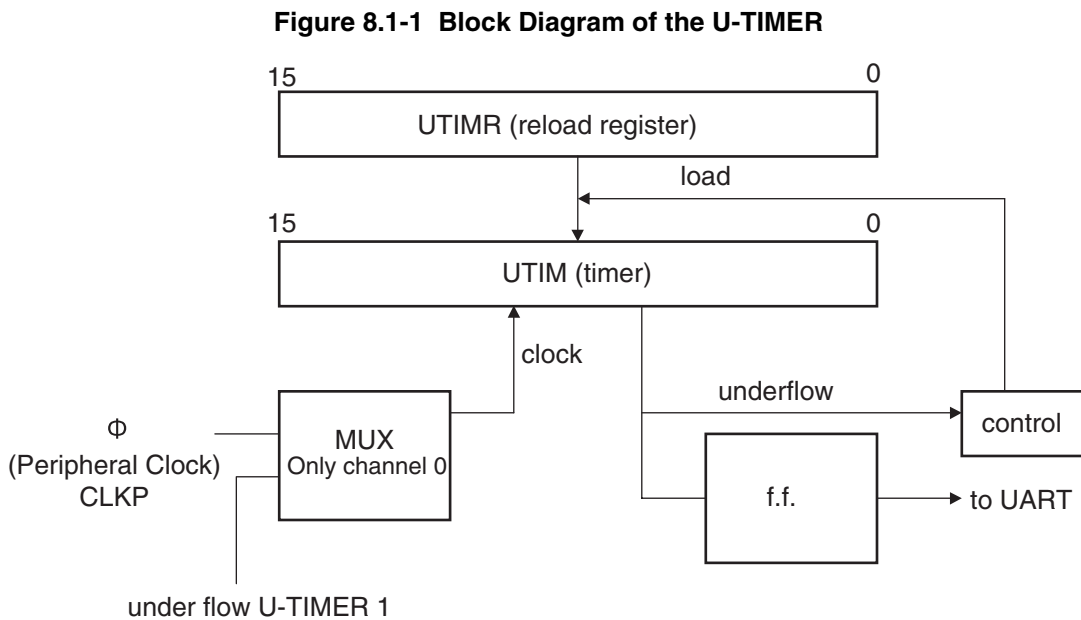 Figure 8.1-1 Block Diagram of the U-TIMER
15
0
UTIMR (reload register)
load
15
0
UTIM (timer)
clock
underflow
control
Φ
(Peripheral Clock)
CLKP
MUX
Only channel 0
f.f.
to UART
under flow U-TIMER 1